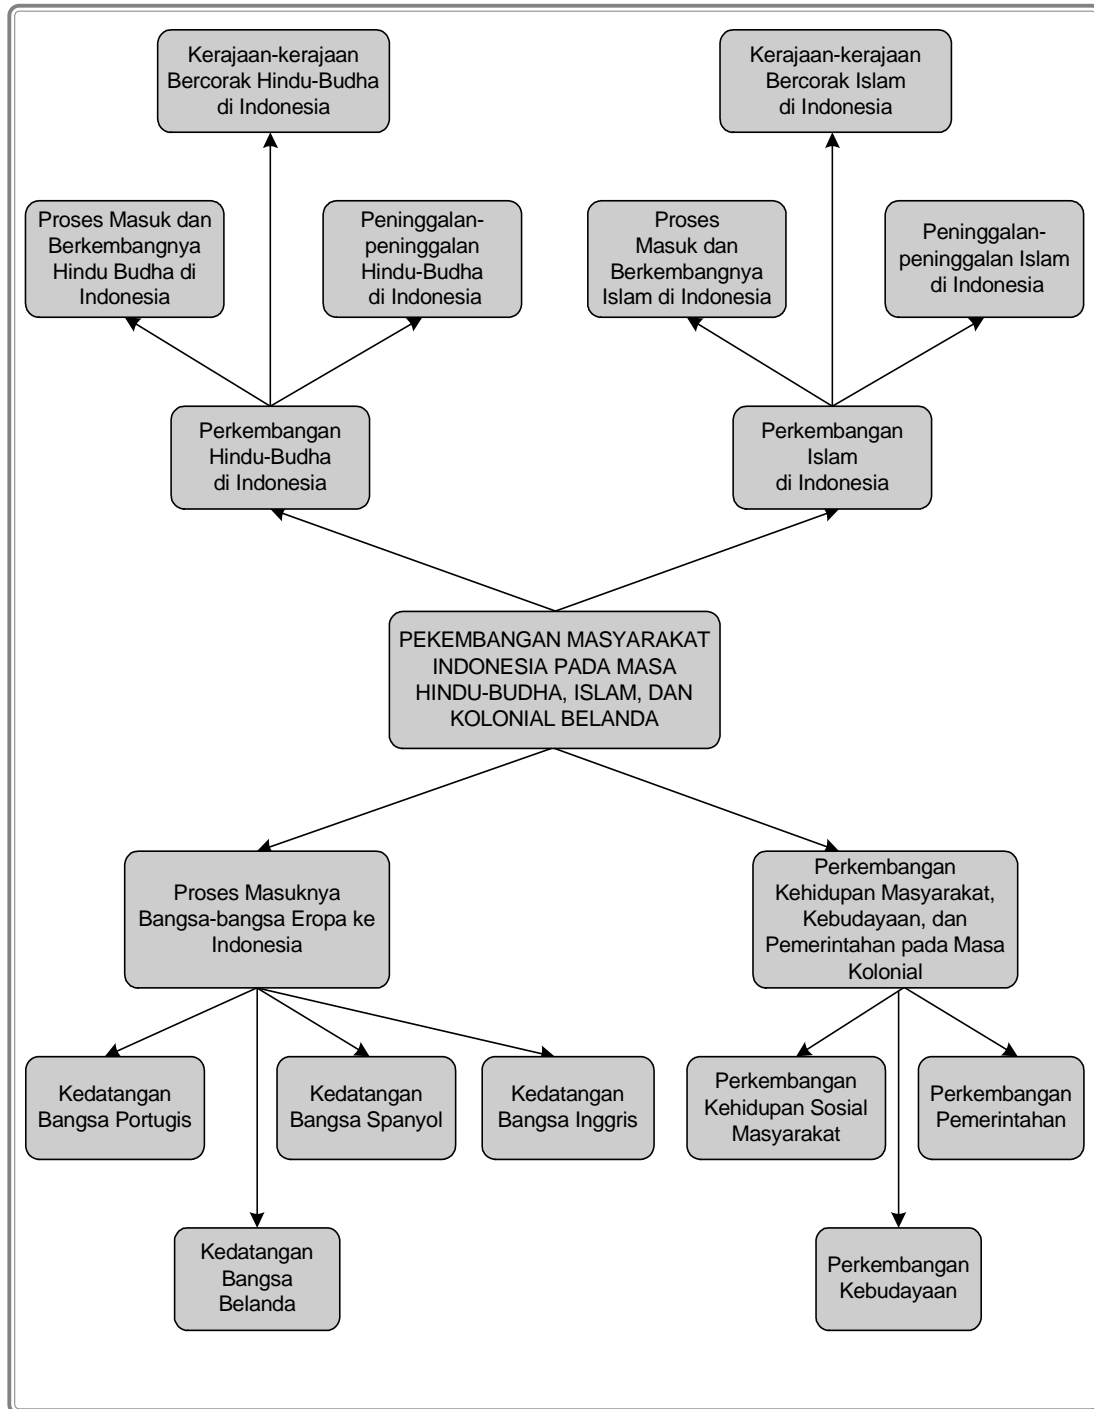 Kerajaan-kerajaan
Bercorak Hindu-Budha
di Indonesia
Kerajaan-kerajaan
Bercorak Islam
di Indonesia
Proses Masuk dan
Berkembangnya
Hindu Budha di
Indonesia
Peninggalan-
peninggalan
Hindu-Budha
di Indonesia
Proses
Masuk dan
Berkembangnya
Islam di Indonesia
Peninggalan-
peninggalan Islam
di Indonesia
Perkembangan
Hindu-Budha
di Indonesia
Perkembangan
Islam
di Indonesia
PEKEMBANGAN MASYARAKAT
INDONESIA PADA MASA
HINDU-BUDHA, ISLAM, DAN
KOLONIAL BELANDA
Proses Masuknya
Bangsa-bangsa Eropa ke
Indonesia
Perkembangan
Kehidupan Masyarakat,
Kebudayaan, dan
Pemerintahan pada Masa
Kolonial
Kedatangan
Bangsa Portugis
Kedatangan
Bangsa Spanyol
Kedatangan
Bangsa Inggris
Perkembangan
Kehidupan Sosial
Masyarakat
Perkembangan
Pemerintahan
Kedatangan
Bangsa
Belanda
Perkembangan
Kebudayaan